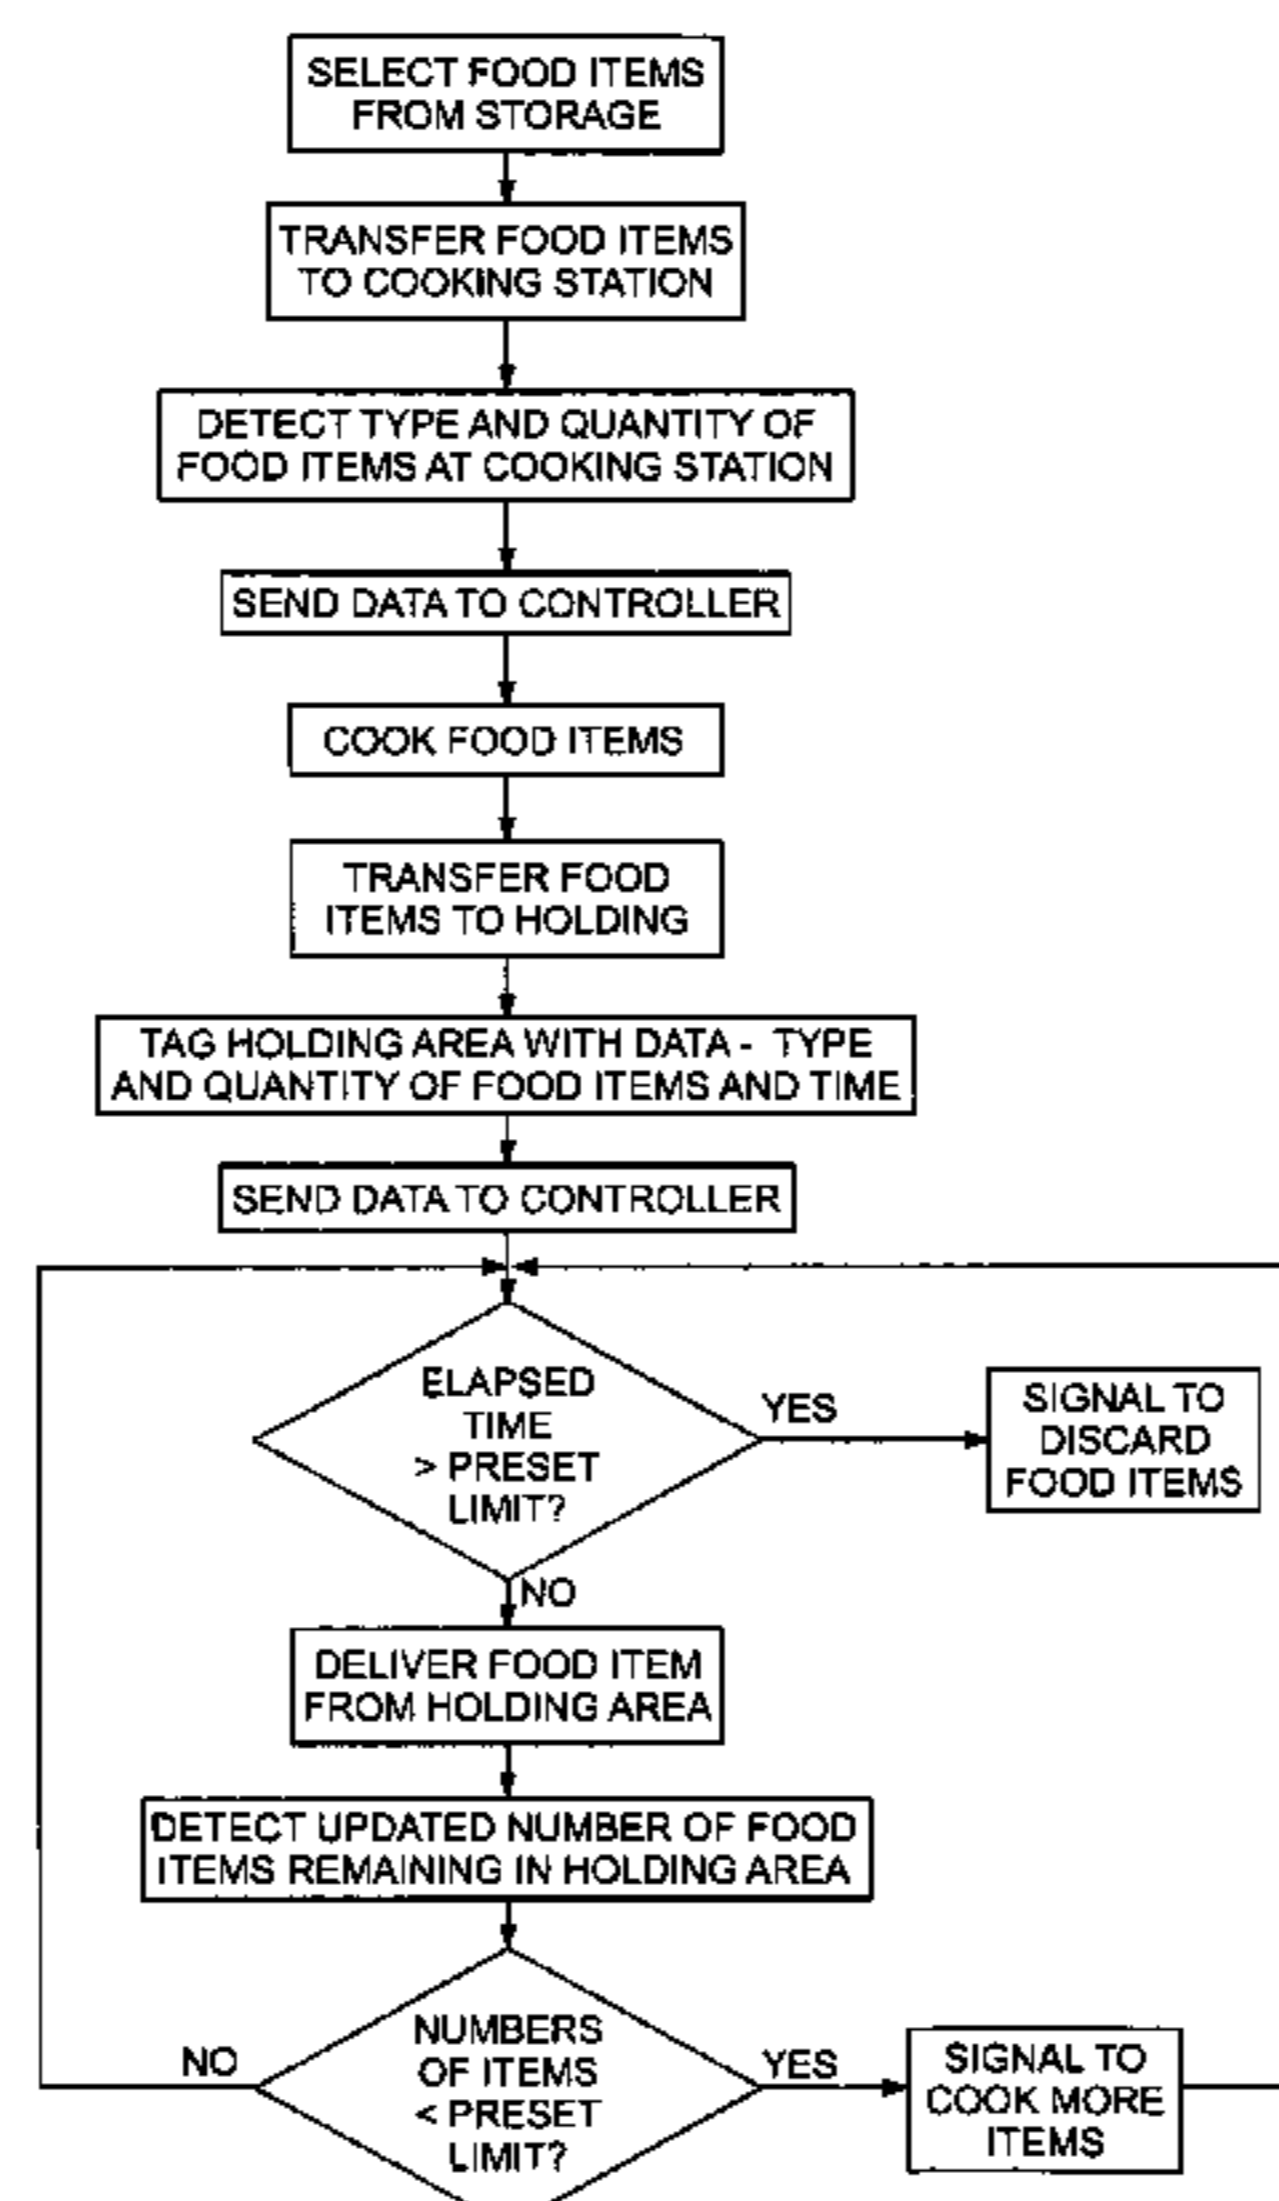 SELECT FOOD ITEMS
FROM STORAGE
TRANSFER FOOD ITEMS
TO COOKING STATION
DETECT TYPE AND QUANTITY OF
FOOD ITEMS AT COOKING STATION
SEND DATA TO CONTROLLER
COOK FOOD ITEMS
TRANSFER FOOD
ITEMS TO HOLDING
TAG HOLDING AREA WITH DATA - TYPE
AND QUANTITY OF FOOD ITEMS AND TIME
SEND DATA TO CONTROLLER
ELAPSED
TIME
> PRESET
LIMIT?
YES
SIGNAL TO
DISCARD
FOOD ITEMS
NO
DELIVER FOOD ITEM
FROM HOLDING AREA
DETECT UPDATED NUMBER OF FOOD
ITEMS REMAINING IN HOLDING AREA
NO
NUMBERS
OF ITEMS
< PRESET
LIMIT?
YES
SIGNAL TO
COOK MORE
ITEMS